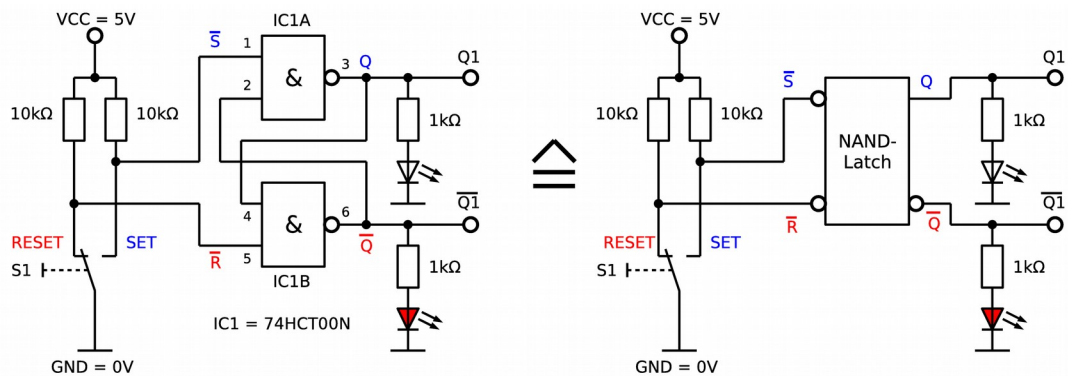 VCC = 5V
IC1A
S̅
1
3
Q
Q1
&
2
10kΩ
10kΩ
1kΩ
4
&
6
Q̅1̅
RESET
SET
R̅
5
Q̅
S1
IC1B
1kΩ
IC1 = 74HCT00N
GND = 0V
VCC = 5V
Q1
S̅
Q
10kΩ
10kΩ
1kΩ
NAND-
Latch
Q̅1̅
R̅
Q̅
RESET
SET
S1
1kΩ
GND = 0V